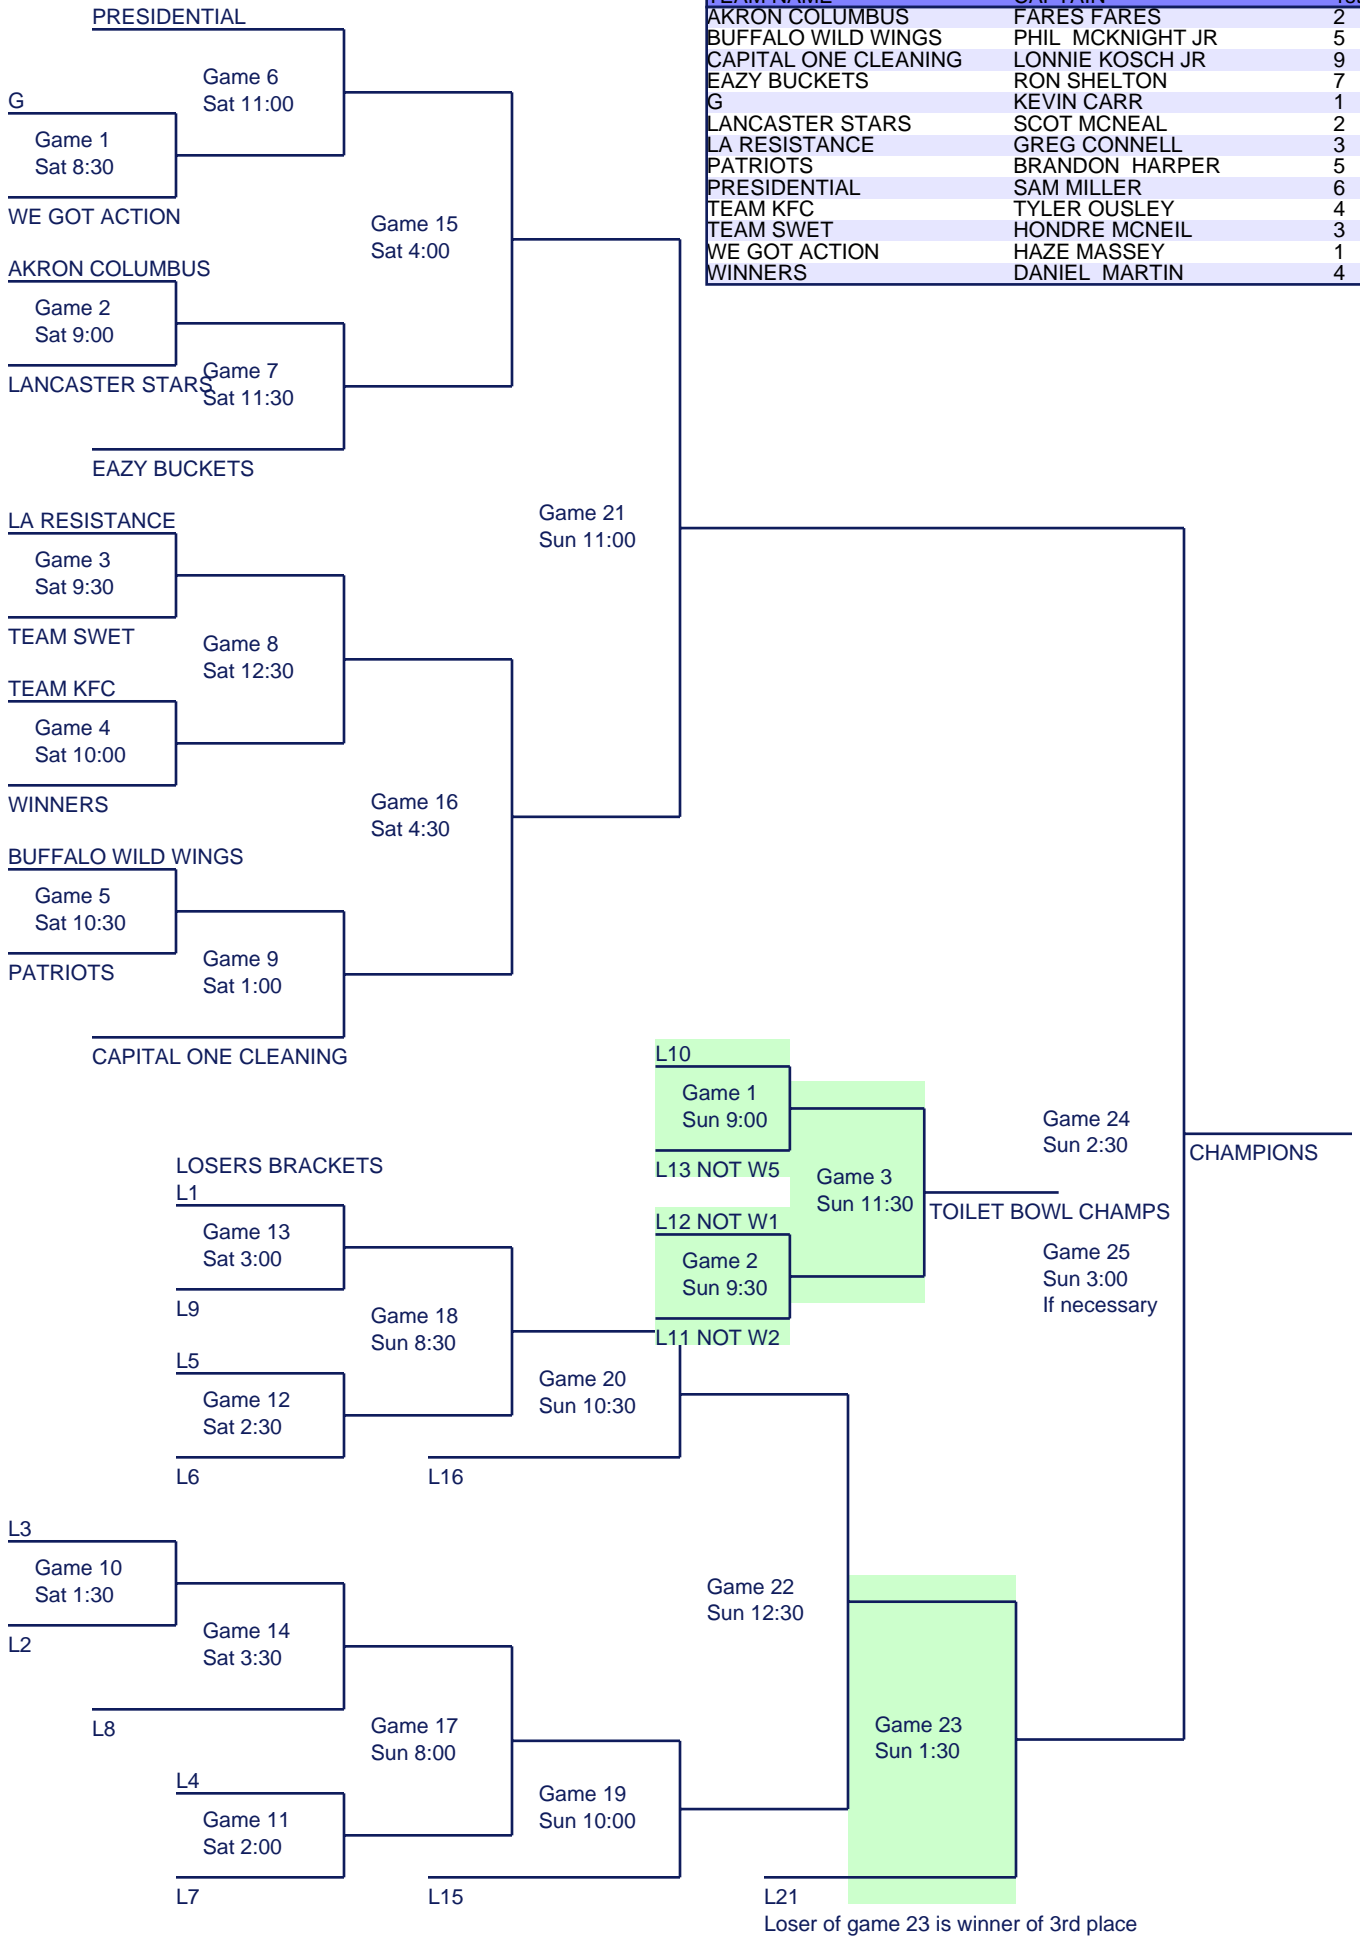 PRESIDENTIAL
Game 6
Sat 11:00
G
Game 1
Sat 8:30
WE GOT ACTION
Game 15
Sat 4:00
AKRON COLUMBUS
Game 2
Sat 9:00
LANCASTER STARS
Game 7
Sat 11:30
EAZY BUCKETS
LA RESISTANCE
Game 3
Sat 9:30
TEAM SWET
Game 8
Sat 12:30
TEAM KFC
Game 4
Sat 10:00
WINNERS
Game 16
Sat 4:30
BUFFALO WILD WINGS
Game 5
Sat 10:30
PATRIOTS
Game 9
Sat 1:00
CAPITAL ONE CLEANING
Game 21
Sun 11:00
TEAM NAME CAPTAIN
AKRON COLUMBUS FARES FARES 2
BUFFALO WILD WINGS PHIL MCKNIGHT JR 5
CAPITAL ONE CLEANING LONNIE KOSCH JR 9
EAZY BUCKETS RON SHELTON 7
G KEVIN CARR 1
LANCASTER STARS SCOT MCNEAL 2
LA RESISTANCE GREG CONNELL 3
PATRIOTS BRANDON HARPER 5
PRESIDENTIAL SAM MILLER 6
TEAM KFC TYLER OUSLEY 4
TEAM SWET HONDRE MCNEIL 3
WE GOT ACTION HAZE MASSEY 1
WINNERS DANIEL MARTIN 4
L10
Game 1
Sun 9:00
L13 NOT W5
Game 3
Sun 11:30
L12 NOT W1
Game 2
Sun 9:30
L11 NOT W2
TOILET BOWL CHAMPS
Game 24
Sun 2:30
CHAMPIONS
Game 25
Sun 3:00
If necessary
LOSERS BRACKETS
L1
Game 13
Sat 3:00
L9
Game 18
Sun 8:30
L5
Game 12
Sat 2:30
L6
Game 20
Sun 10:30
L16
L3
Game 10
Sat 1:30
L2
Game 14
Sat 3:30
L8
Game 17
Sun 8:00
L4
Game 11
Sat 2:00
L7
Game 19
Sun 10:00
L15
Game 22
Sun 12:30
Game 23
Sun 1:30
L21
Loser of game 23 is winner of 3rd place